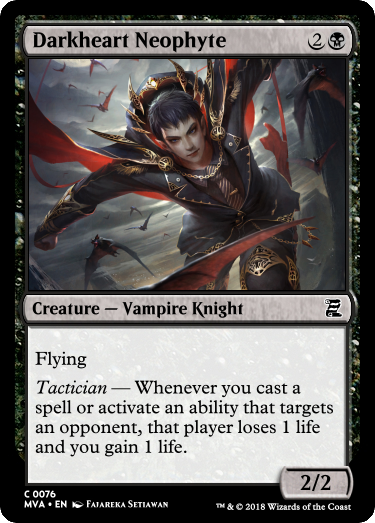 Darkheart Neophyte 2
Creature — Vampire Knight
Flying
Tactician — Whenever you cast a
spell or activate an ability that targets
an opponent, that player loses 1 life
and you gain 1 life.
2/2
C 0076
MVA • EN Fajareka Setiawan
™ & © 2018 Wizards of the Coast